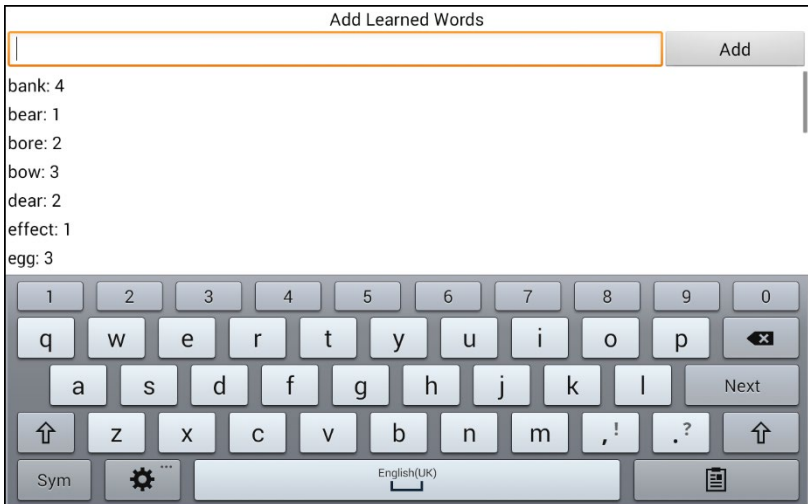 Add Learned Words
Add
bank: 4
bear: 1
bore: 2
bow: 3
dear: 2
effect: 1
egg: 3
1 2 3 4 5 6 7 8 9 0
q w e r t y u i o p
a s d f g h j k l Next
z x c v b n m ,! .?
Sym ... English(UK)